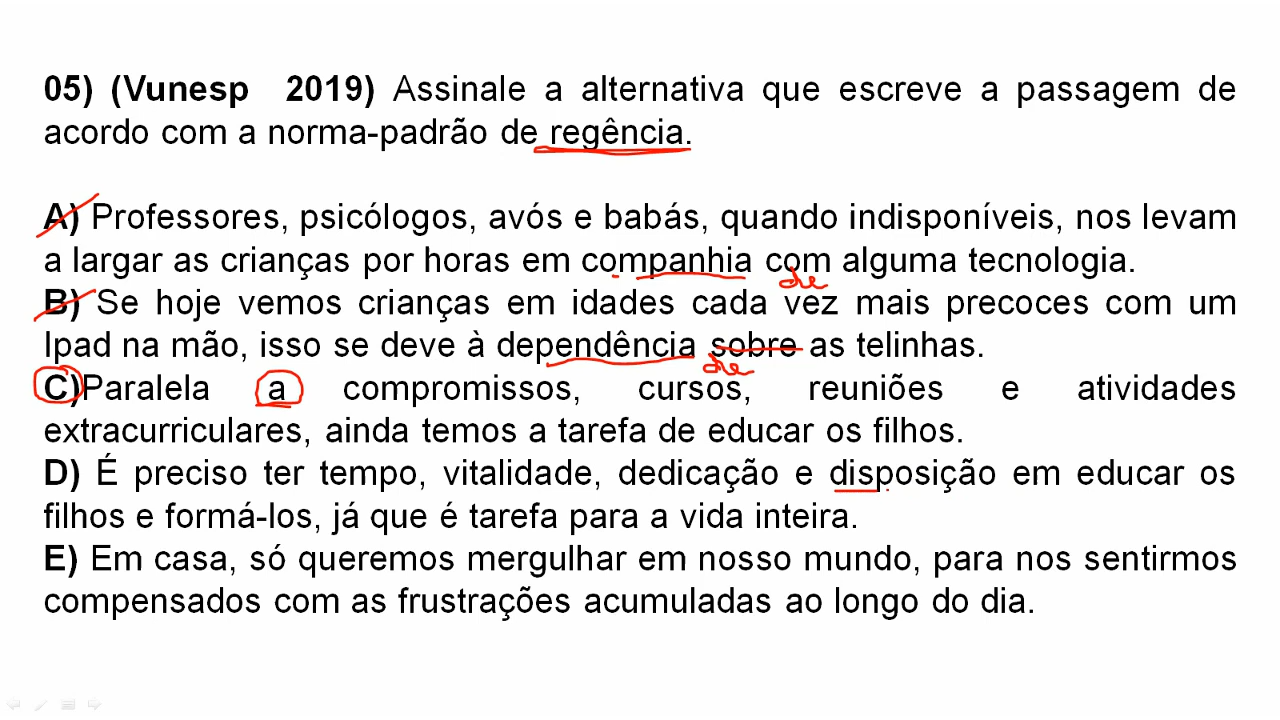 05) (Vunesp 2019) Assinale a alternativa que escreve a passagem de
acordo com a norma-padrão de regência.
A) Professores, psicólogos, avós e babás, quando indisponíveis, nos levam
a largar as crianças por horas em companhia com alguma tecnologia.
de
B) Se hoje vemos crianças em idades cada vez mais precoces com um
Ipad na mão, isso se deve à dependência sobre as telinhas.
de
C)Paralela a compromissos, cursos, reuniões e atividades
extracurriculares, ainda temos a tarefa de educar os filhos.
D) É preciso ter tempo, vitalidade, dedicação e disposição em educar os
filhos e formá-los, já que é tarefa para a vida inteira.
E) Em casa, só queremos mergulhar em nosso mundo, para nos sentirmos
compensados com as frustrações acumuladas ao longo do dia.